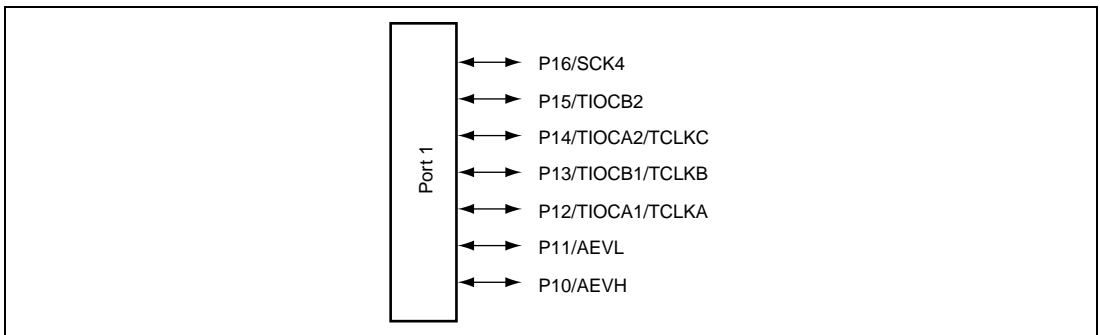 Port 1
P16/SCK4
P15/TIOCB2
P14/TIOCA2/TCLKC
P13/TIOCB1/TCLKB
P12/TIOCA1/TCLKA
P11/AEVL
P10/AEVH